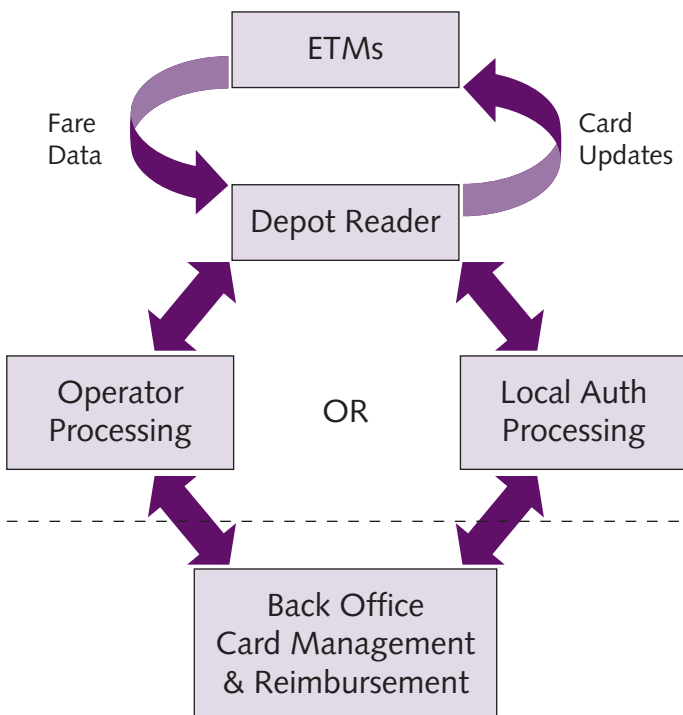 ETMs
Fare
Data
Card
Updates
Depot Reader
Operator
Processing
OR
Local Auth
Processing
Back Office
Card Management
& Reimbursement